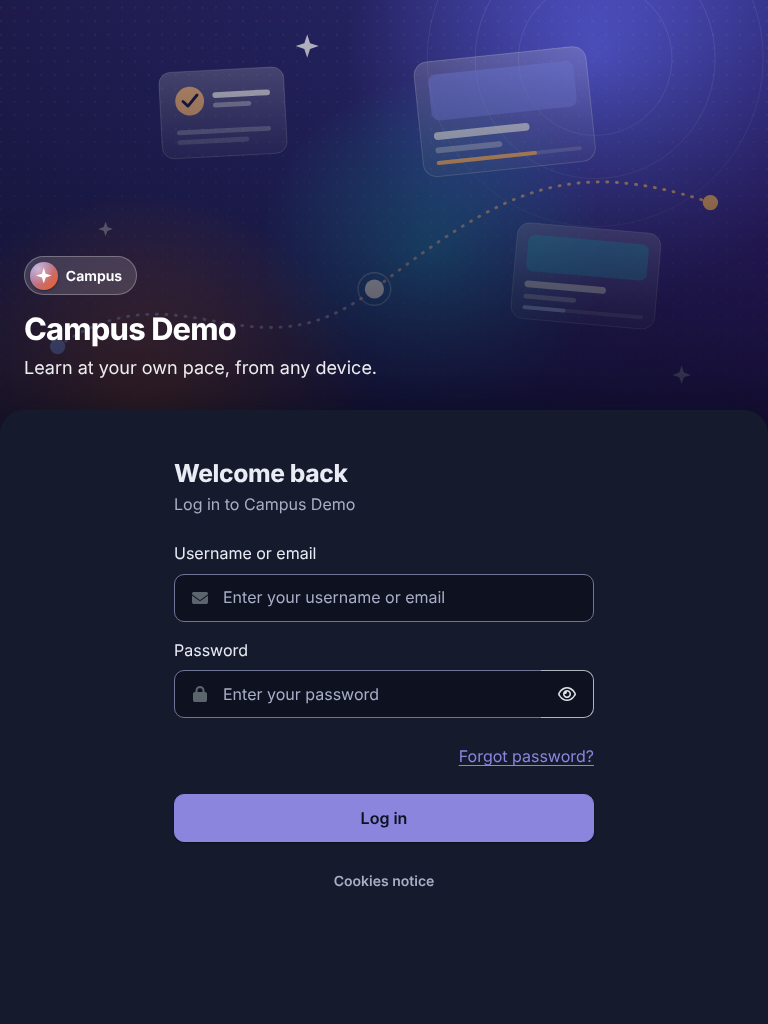 Campus
Campus Demo
Learn at your own pace, from any device.
Welcome back
Log in to Campus Demo
Username or email
Enter your username or email
Password
Enter your password
Forgot password?
Log in
Cookies notice